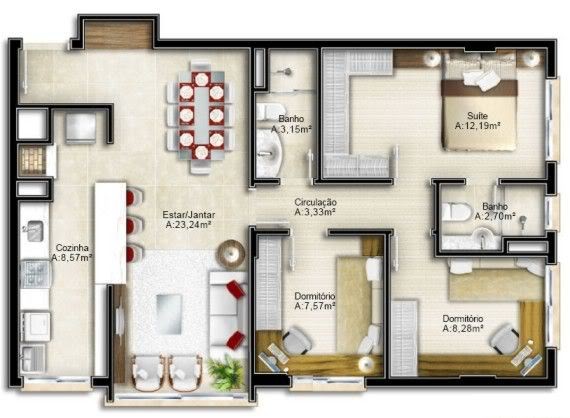 Banho
A:3,15m²
Suíte
A:12,19m²
Circulação
A:3,33m²
Banho
A:2,70m²
Estar/Jantar
A:23,24m²
Cozinha
A:8,57m²
Dormitório
A:7,57m²
Dormitório
A:8,28m²